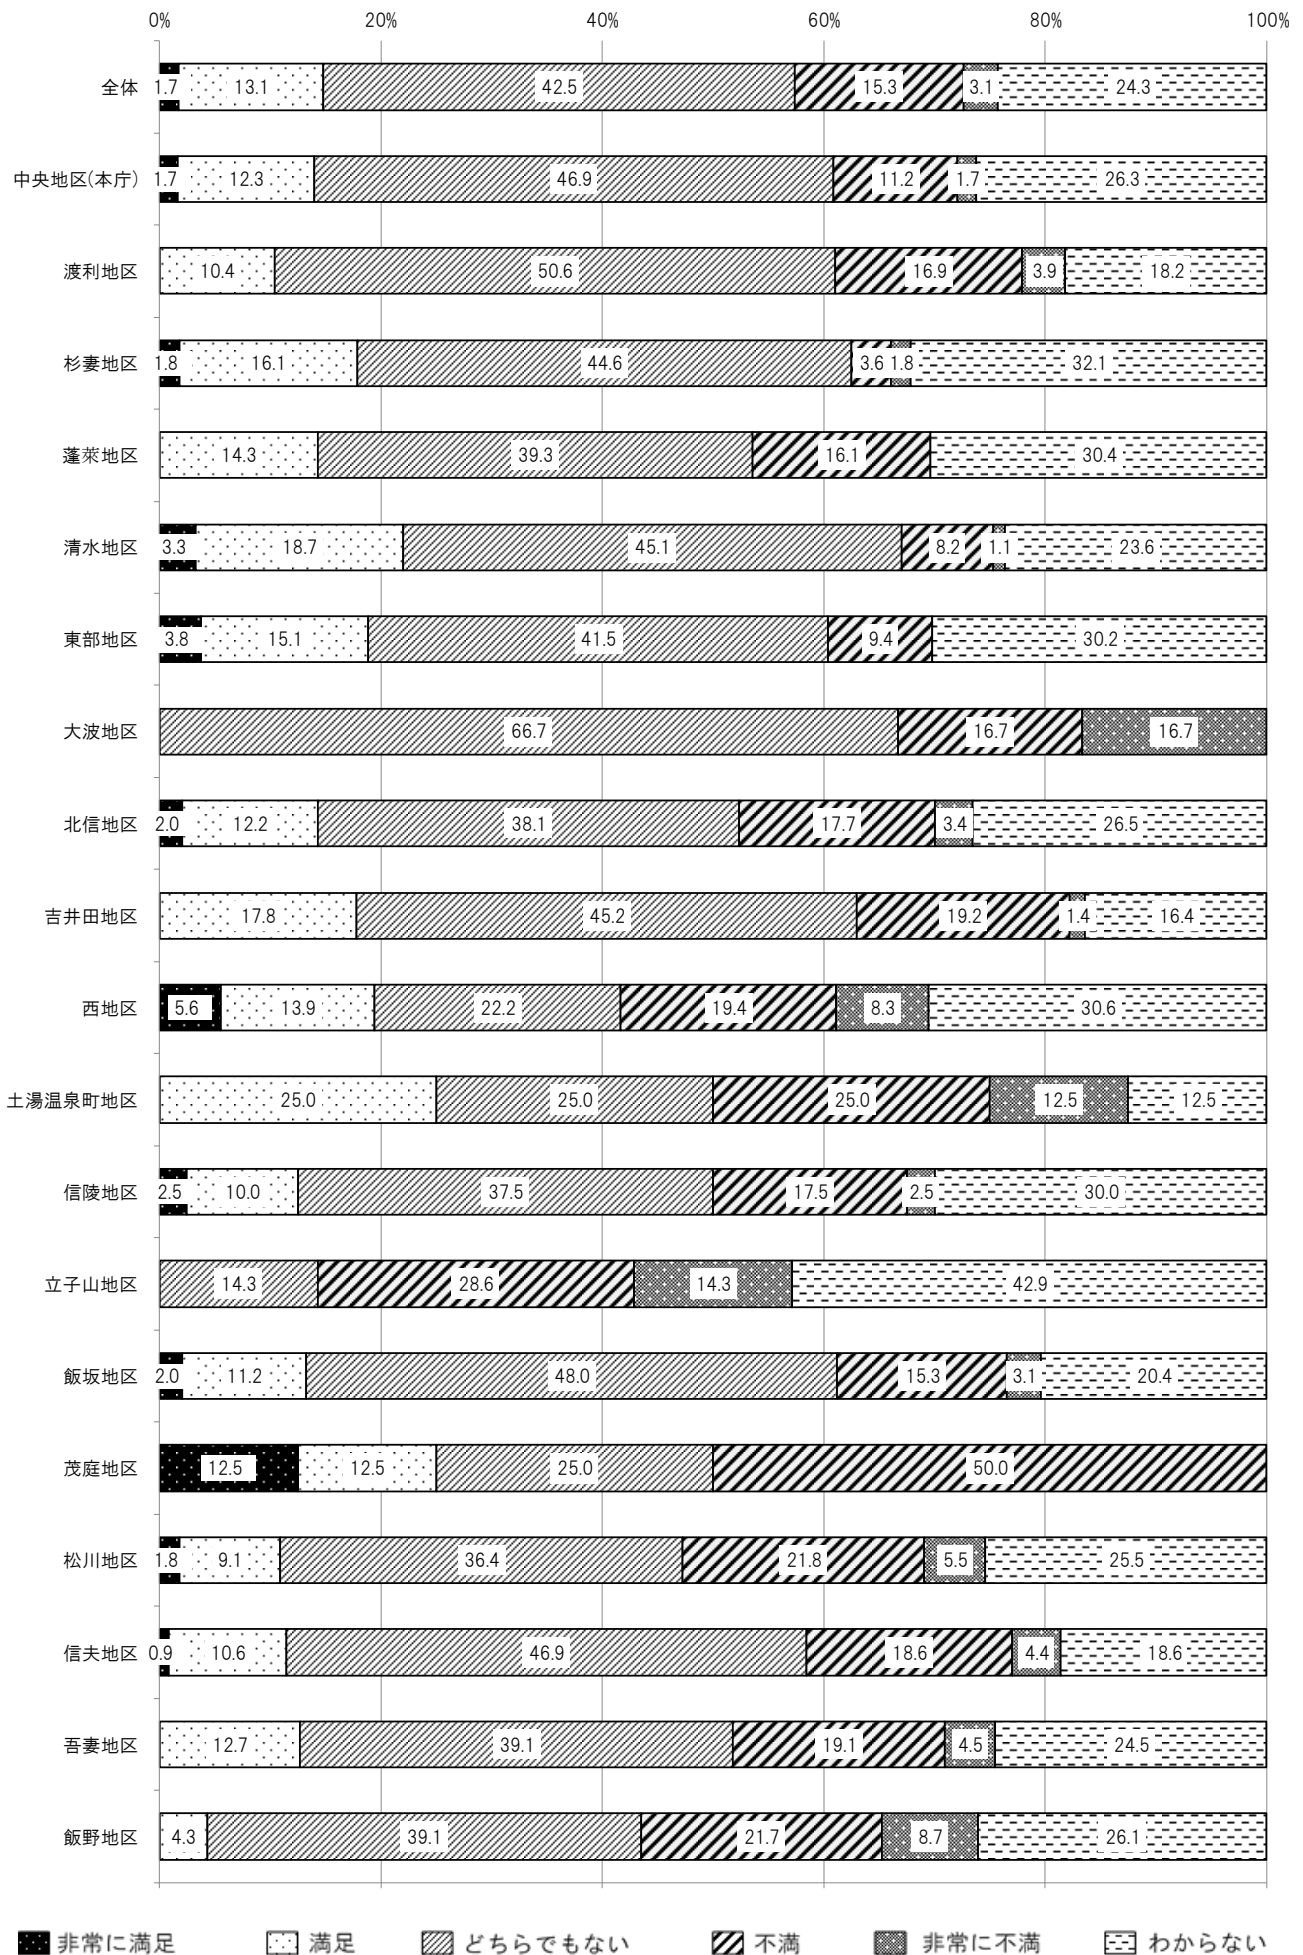 0% 20% 40% 60% 80% 100%
全体 1.7 13.1 42.5 15.3 3.1 24.3
中央地区(本庁) 1.7 12.3 46.9 11.2 1.7 26.3
渡利地区 10.4 50.6 16.9 3.9 18.2
杉妻地区 1.8 16.1 44.6 3.6 1.8 32.1
蓬萊地区 14.3 39.3 16.1 30.4
清水地区 3.3 18.7 45.1 8.2 1.1 23.6
東部地区 3.8 15.1 41.5 9.4 30.2
大波地区 66.7 16.7 16.7
北信地区 2.0 12.2 38.1 17.7 3.4 26.5
吉井田地区 17.8 45.2 19.2 1.4 16.4
西地区 5.6 13.9 22.2 19.4 8.3 30.6
土湯温泉町地区 25.0 25.0 25.0 12.5 12.5
信陵地区 2.5 10.0 37.5 17.5 2.5 30.0
立子山地区 14.3 28.6 14.3 42.9
飯坂地区 2.0 11.2 48.0 15.3 3.1 20.4
茂庭地区 12.5 12.5 25.0 50.0
松川地区 1.8 9.1 36.4 21.8 5.5 25.5
信夫地区 0.9 10.6 46.9 18.6 4.4 18.6
吾妻地区 12.7 39.1 19.1 4.5 24.5
飯野地区 4.3 39.1 21.7 8.7 26.1
非常に満足 満足 どちらでもない 不満 非常に不満 わからない